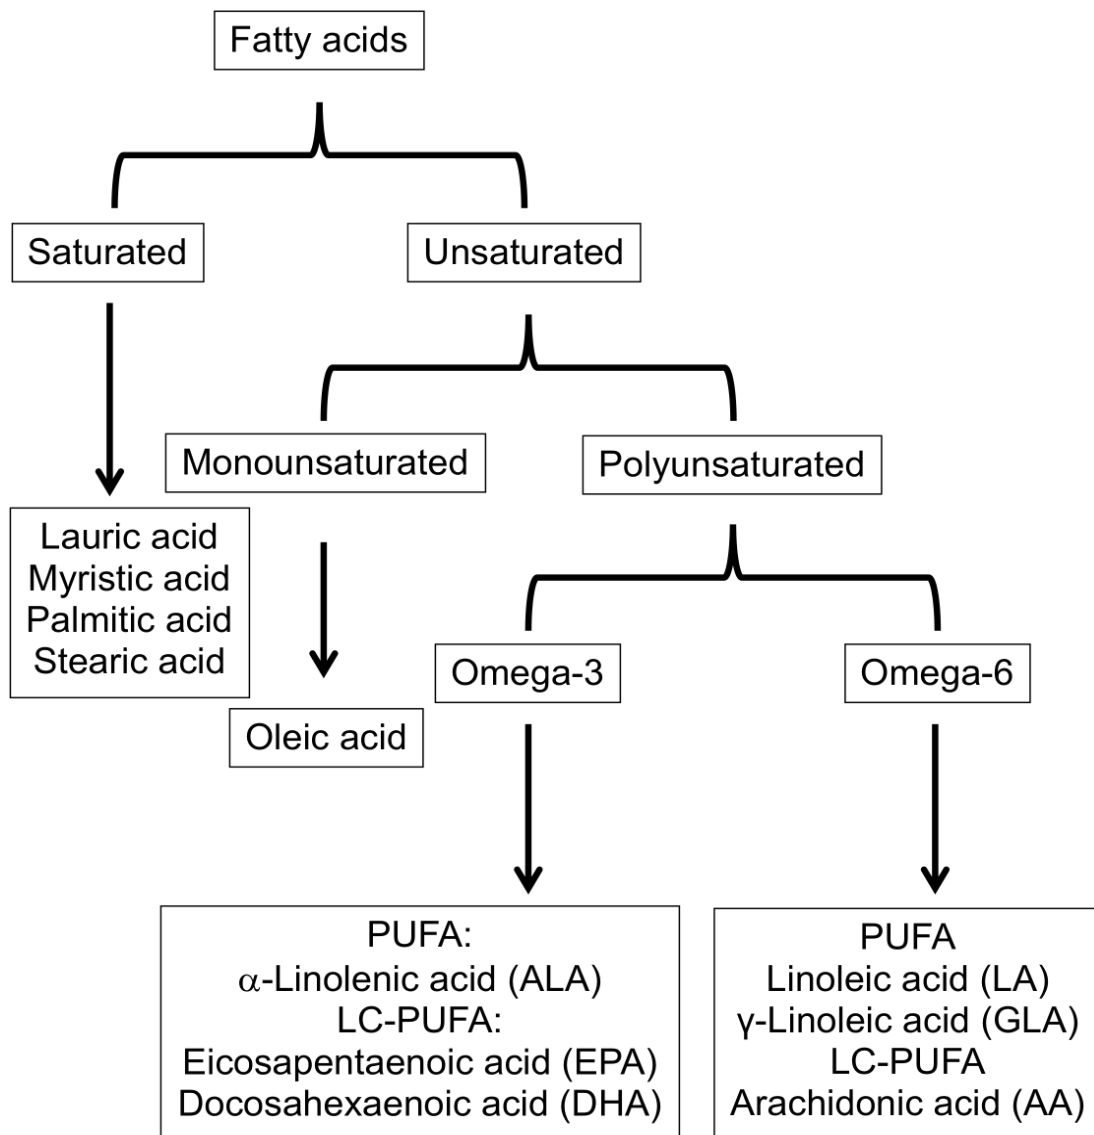 Fatty acids
Saturated
Unsaturated
Monounsaturated
Polyunsaturated
Lauric acid
Myristic acid
Palmitic acid
Stearic acid
Omega-3
Omega-6
Oleic acid
PUFA:
α-Linolenic acid (ALA)
LC-PUFA:
Eicosapentaenoic acid (EPA)
Docosahexaenoic acid (DHA)
PUFA
Linoleic acid (LA)
γ-Linoleic acid (GLA)
LC-PUFA
Arachidonic acid (AA)